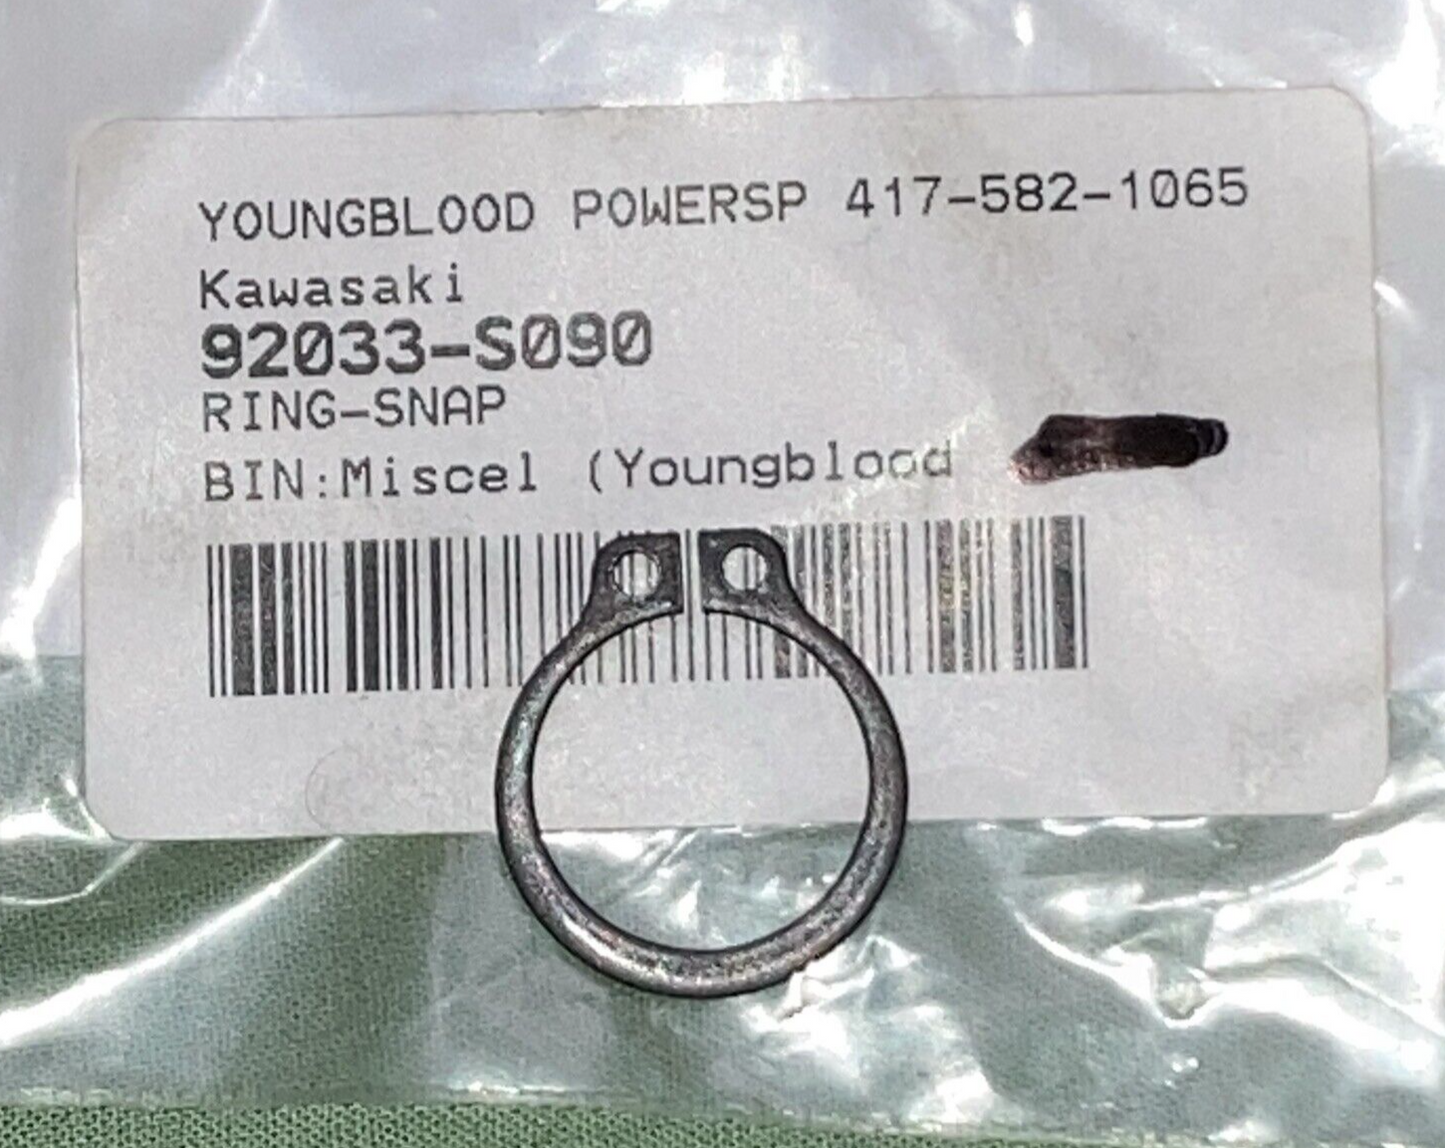 YOUNGBLOOD POWERSP 417-582-1065
Kawasaki
92033-S090
RING-SNAP
BIN:Miscel (Youngblood